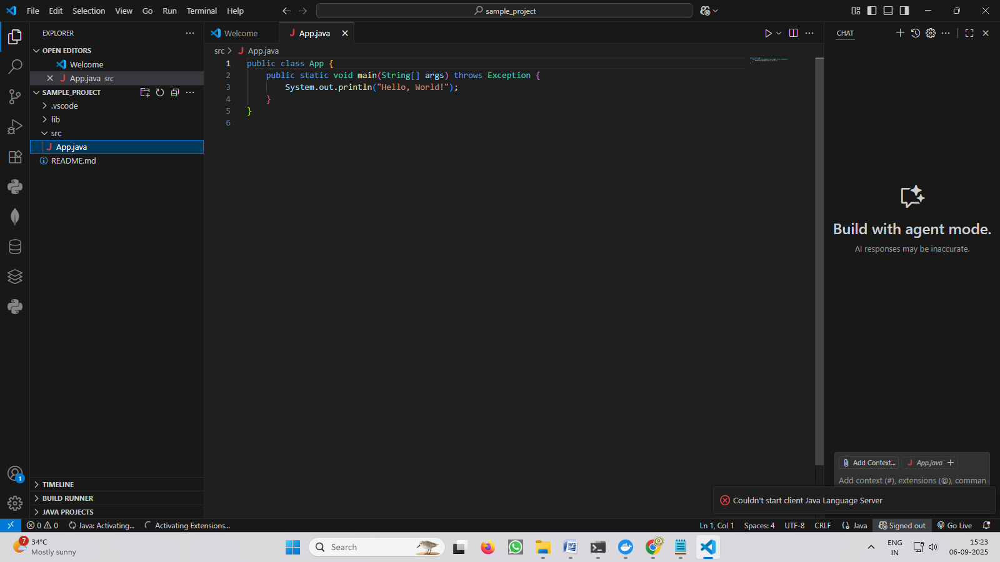 File Edit Selection View Go Run Terminal Help
sample_project
EXPLORER
OPEN EDITORS
Welcome
App.java src
SAMPLE_PROJECT
.vscode
lib
src
App.java
README.md
TIMELINE
BUILD RUNNER
JAVA PROJECTS
Welcome
App.java
src App.java
1 public class App {
2 public static void main(String[] args) throws Exception {
3 System.out.println("Hello, World!");
4 }
5 }
6
CHAT
Build with agent mode.
AI responses may be inaccurate.
Add Context...
App.java
Add context (#), extensions (@), comman
Couldn't start client Java Language Server
1
0 0
Java: Activating...
Activating Extensions...
Ln 1, Col 1
Spaces: 4
UTF-8
CRLF
Java
Signed out
Go Live
7
34°C
Mostly sunny
Search
ENG
IN
15:23
06-09-2025